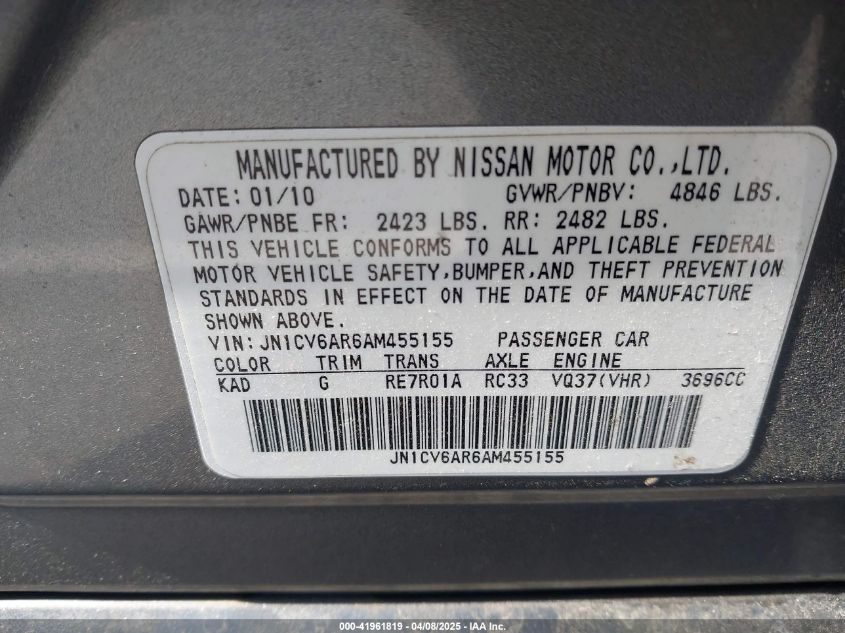 MANUFACTURED BY NISSAN MOTOR CO.,LTD.
DATE: 01/10 GVWR/PNBV: 4846 LBS.
GAWR/PNBE FR: 2423 LBS. RR: 2482 LBS.
THIS VEHICLE CONFORMS TO ALL APPLICABLE FEDERAL
MOTOR VEHICLE SAFETY,BUMPER,AND THEFT PREVENTION
STANDARDS IN EFFECT ON THE DATE OF MANUFACTURE
SHOWN ABOVE.
VIN: JN1CV6AR6AM455155 PASSENGER CAR
COLOR TRIM TRANS AXLE ENGINE
KAD G RE7R01A RC33 VQ37(VHR) 3696CC
JN1CV6AR6AM455155
000-41961819 - 04/08/2025 - IAA Inc.